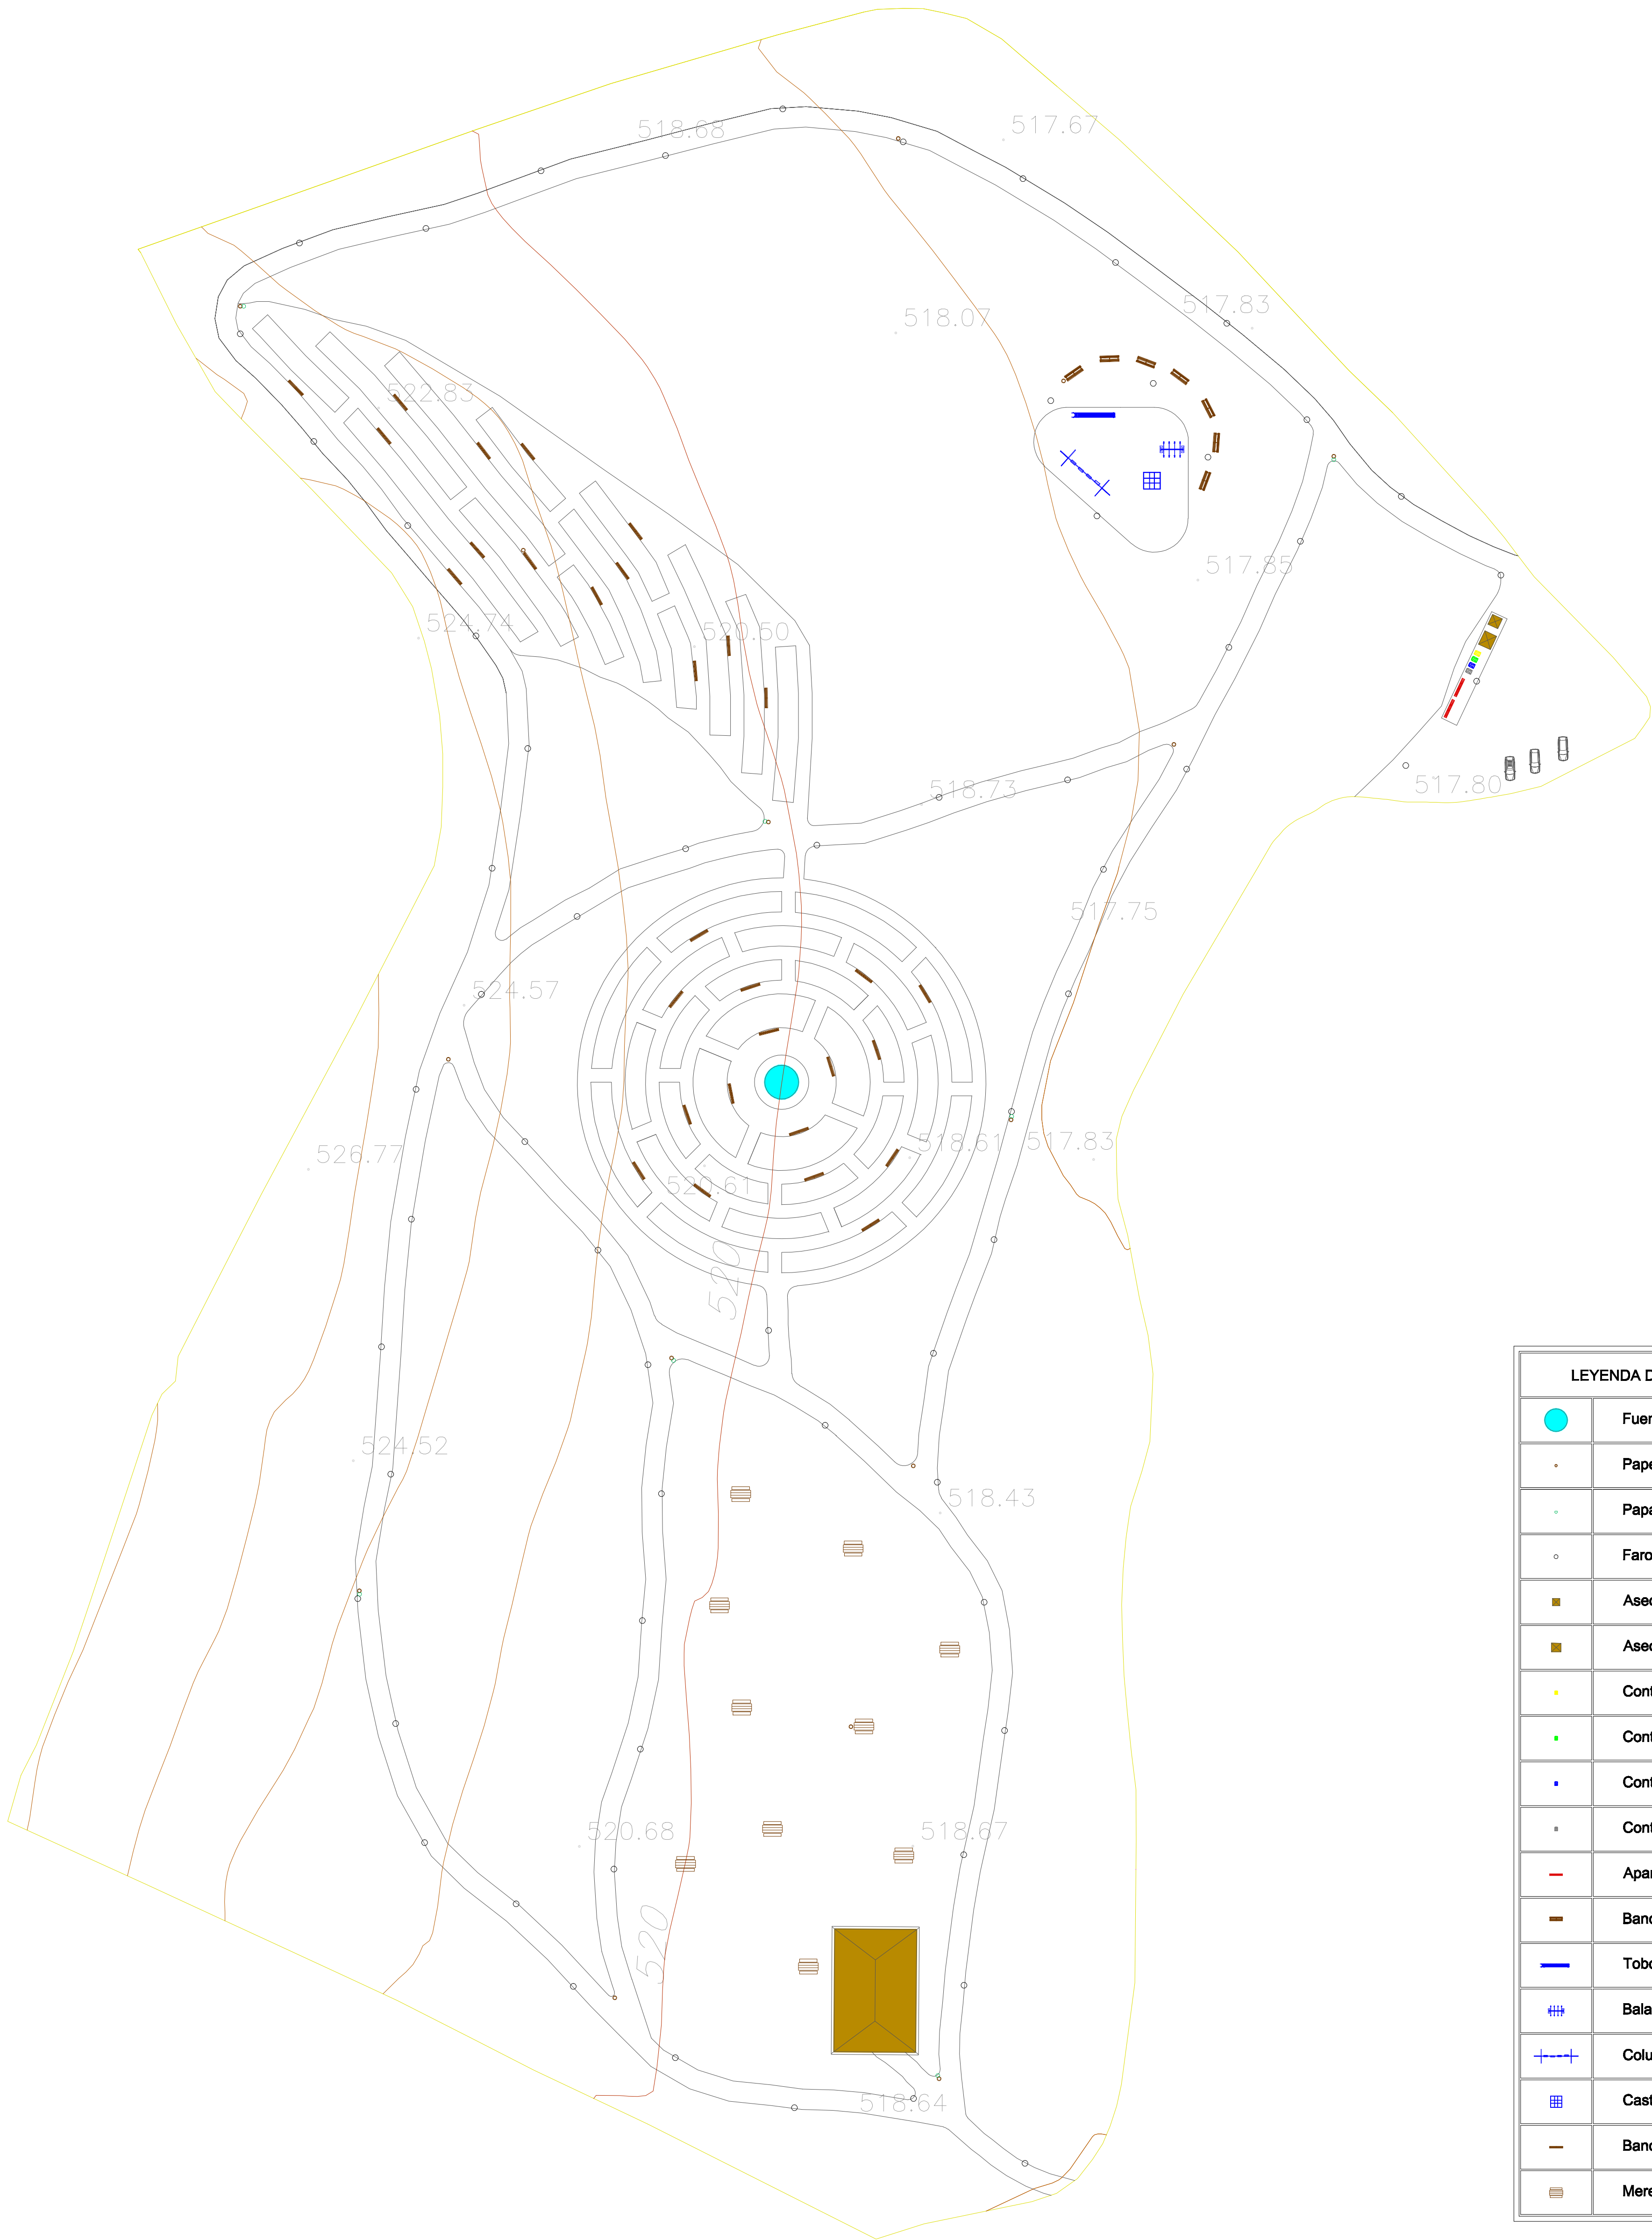 518.68
517.67
517.83
518.07
522.83
517.85
524.74
520.60
517.80
518.73
517.75
524.57
518.61
517.83
526.77
520.61
520
LEYENDA D
Fuer
524.52
Pape
518.43
Papa
Faro
Ased
Ased
Cont
Cont
Cont
520.68
518.67
Cont
Apar
520
Banc
Tobo
Bala
Colu
518.64
Cast
Banc
Mere